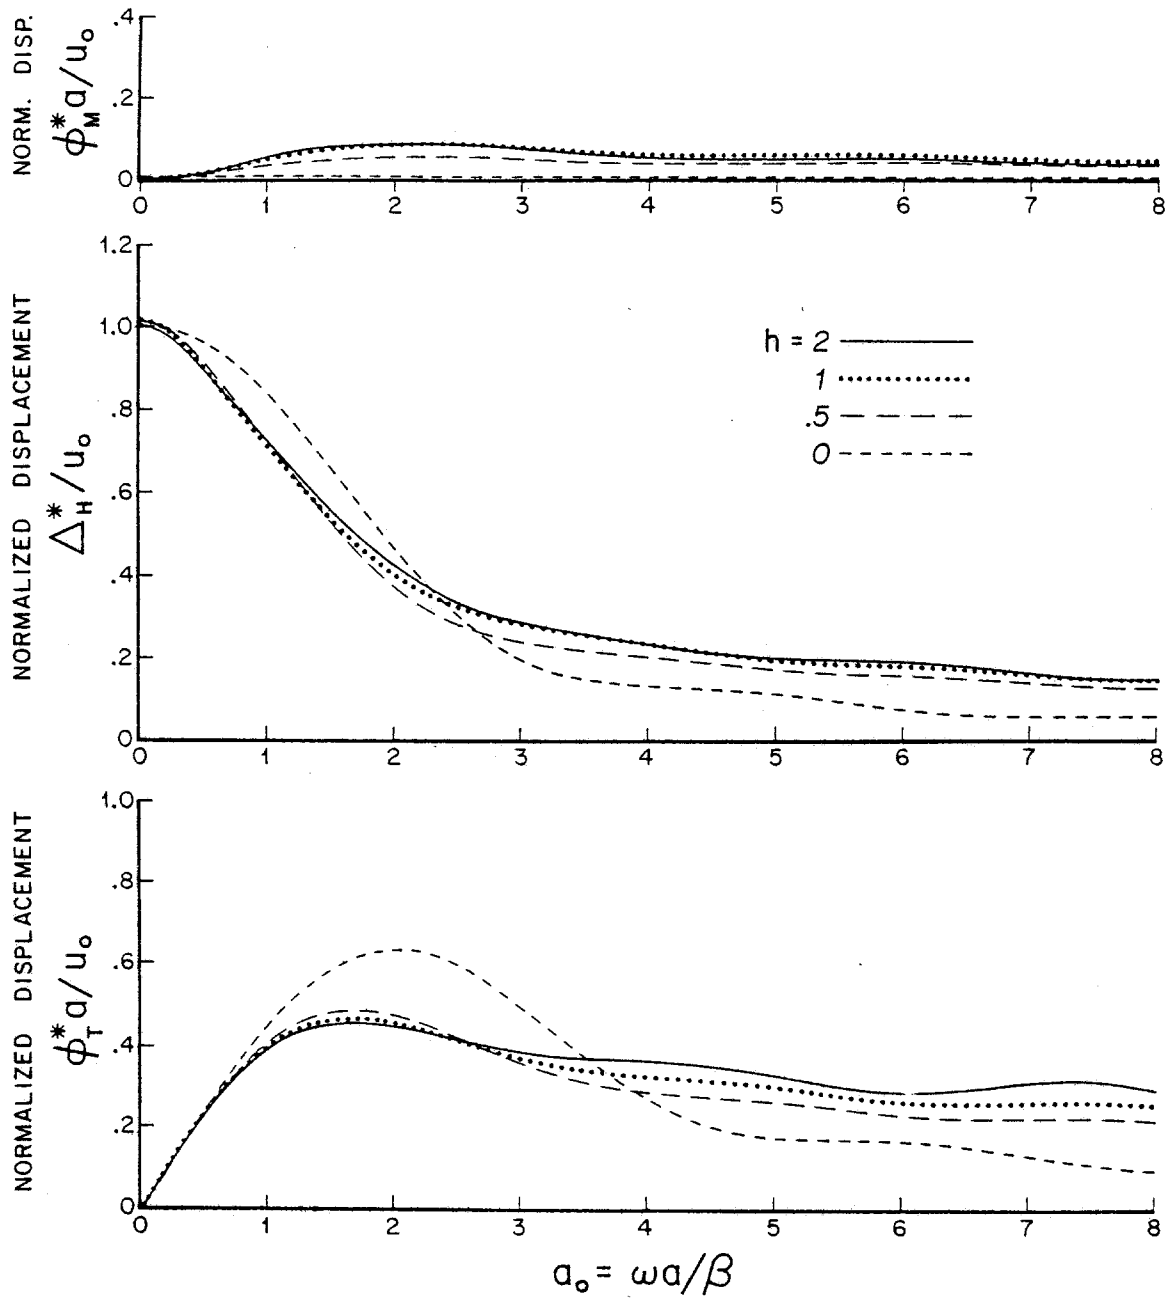 NORM. DISP.
ϕ*M a/uo
.4
.2
0
0 1 2 3 4 5 6 7 8
NORMALIZED DISPLACEMENT
Δ*H/uo
1.2
1.0
.8
.6
.4
.2
0
h = 2
1
.5
0
0 1 2 3 4 5 6 7 8
NORMALIZED DISPLACEMENT
ϕ*T a/uo
1.0
.8
.6
.4
.2
0
0 1 2 3 4 5 6 7 8
ao = ωa/β